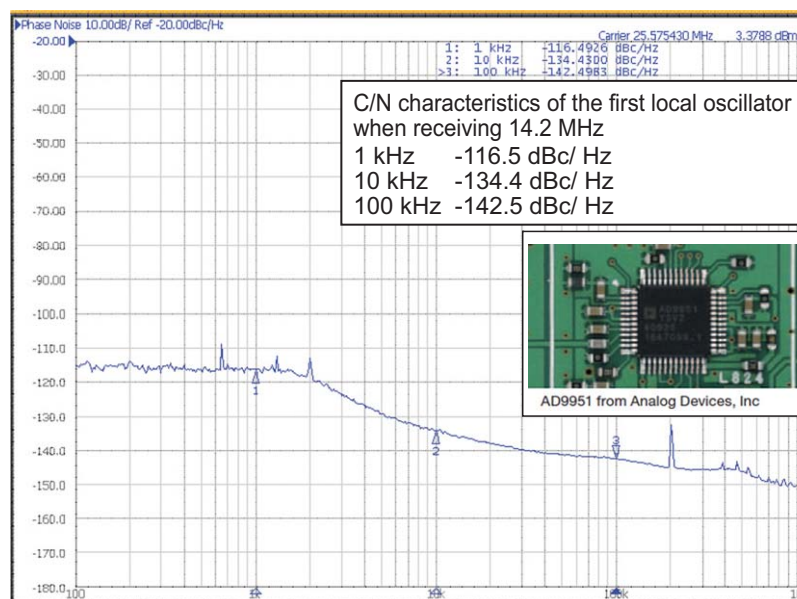 Phase Noise 10.00dB/ Ref -20.00dBc/Hz
Carrier 25.575430 MHz 3.3788 dBm
1: 1 kHz -116.4926 dBc/Hz
2: 10 kHz -134.4300 dBc/Hz
>3: 100 kHz -142.4983 dBc/Hz
C/N characteristics of the first local oscillator
when receiving 14.2 MHz
1 kHz -116.5 dBc/ Hz
10 kHz -134.4 dBc/ Hz
100 kHz -142.5 dBc/ Hz
AD9951
L824
AD9951 from Analog Devices, Inc
-20.00
-30.00
-40.00
-50.00
-60.00
-70.00
-80.00
-90.00
-100.0
-110.0
-120.0
-130.0
-140.0
-150.0
-160.0
-170.0
-180.0
1
2
3
100
1k
10k
100k